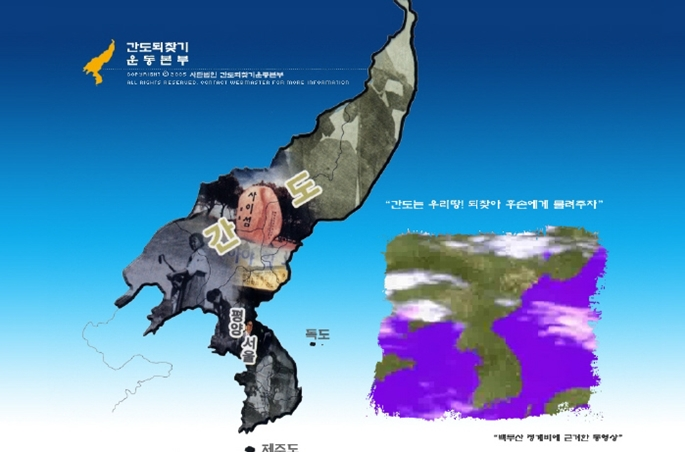 간도되찾기
운동본부
COPYRIGHT © 2005 사단법인 간도되찾기운동본부
ALL RIGHTS RESERVED. CONTACT WEBMASTER FOR MORE INFORMATION
간도
사이섬
"간도는 우리땅! 되찾아 후손에게 물려주자"
평양
서울
독도
제주도
"백두산 정계비에 근거한 동영상"